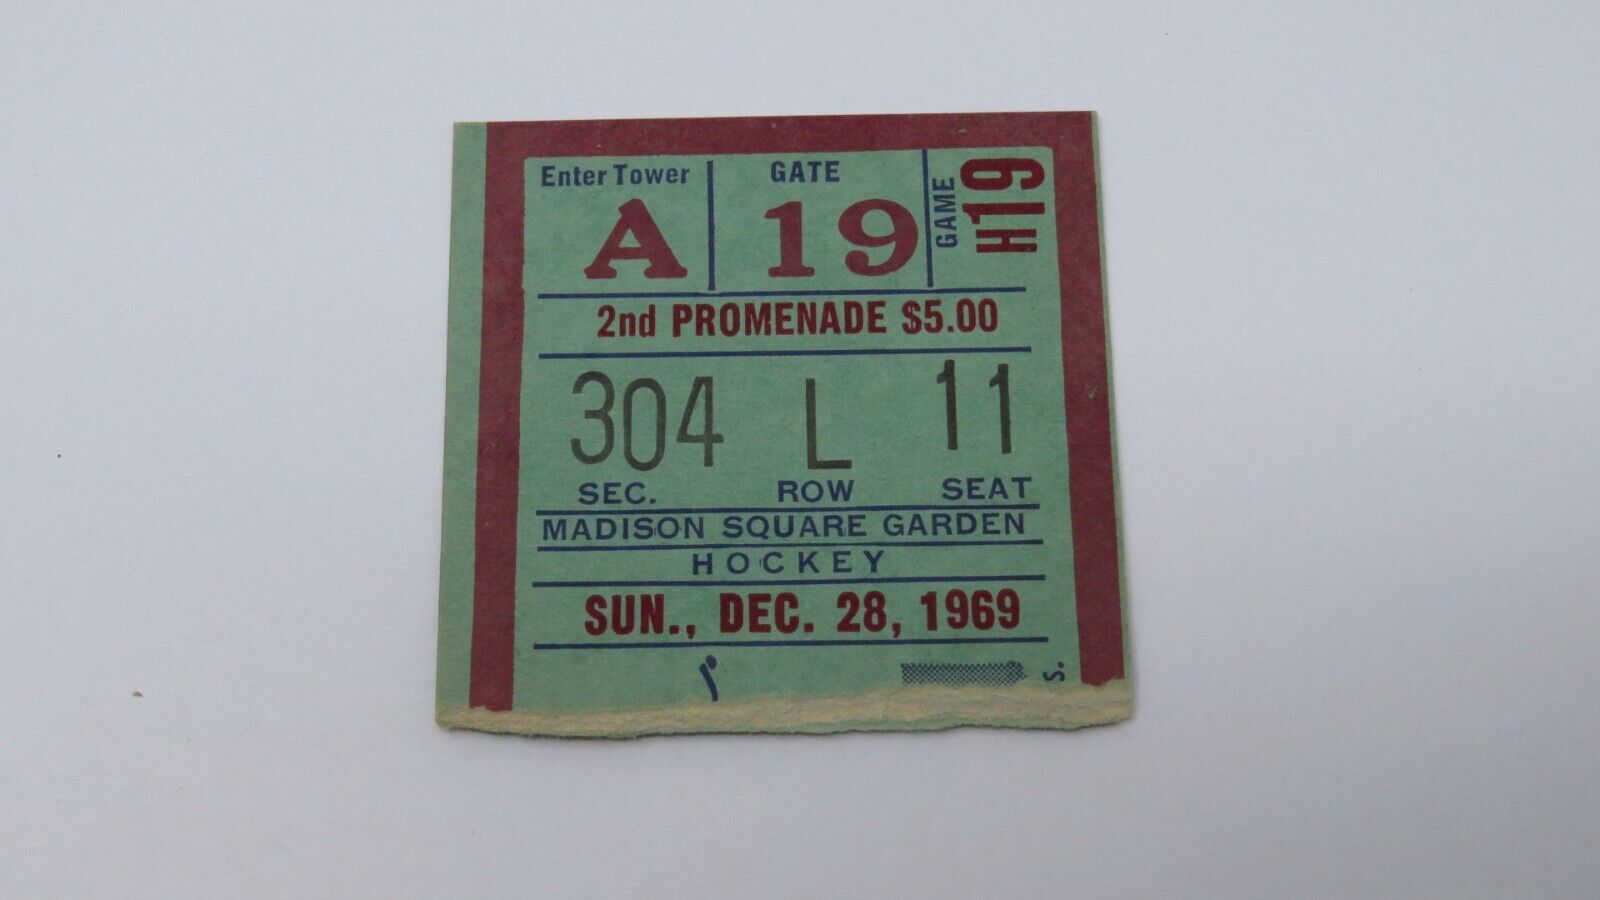 Enter Tower GATE
A 19
GAME H19
2nd PROMENADE $5.00
304 L 11
SEC. ROW SEAT
MADISON SQUARE GARDEN
HOCKEY
SUN., DEC. 28, 1969
S.